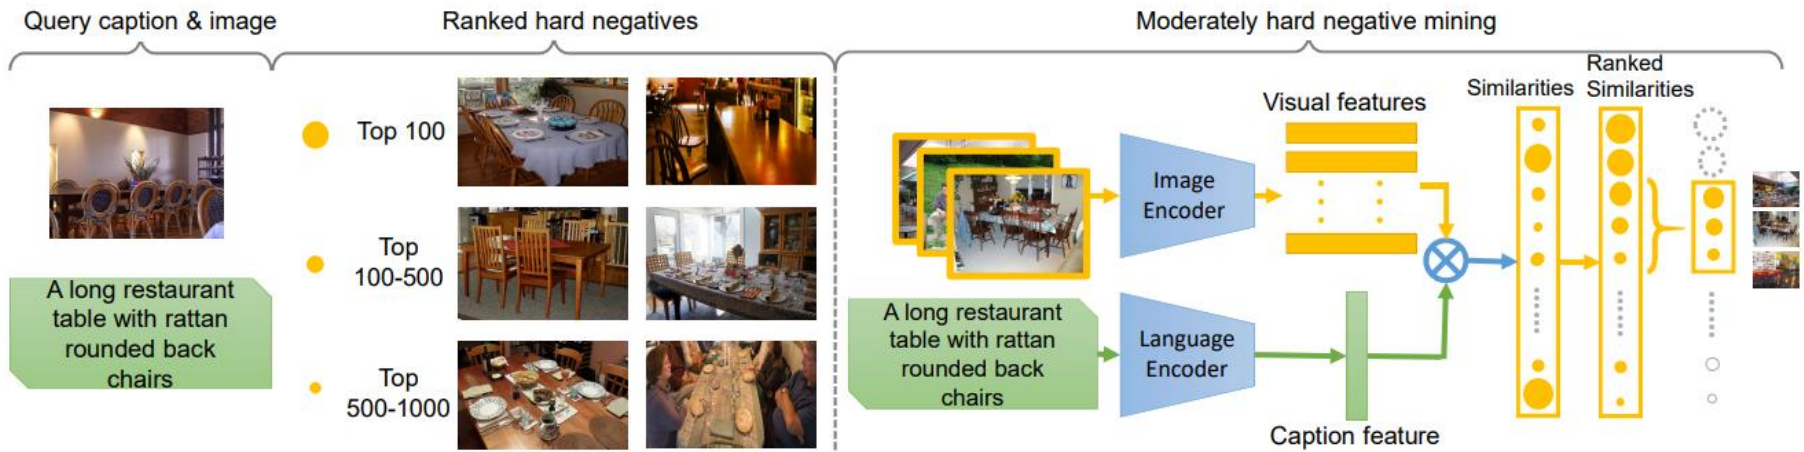 Query caption & image
Ranked hard negatives
Moderately hard negative mining
A long restaurant
table with rattan
rounded back
chairs
Top 100
Top
100-500
Top
500-1000
A long restaurant
table with rattan
rounded back
chairs
Image
Encoder
Language
Encoder
Visual features
Caption feature
Similarities
Ranked
Similarities